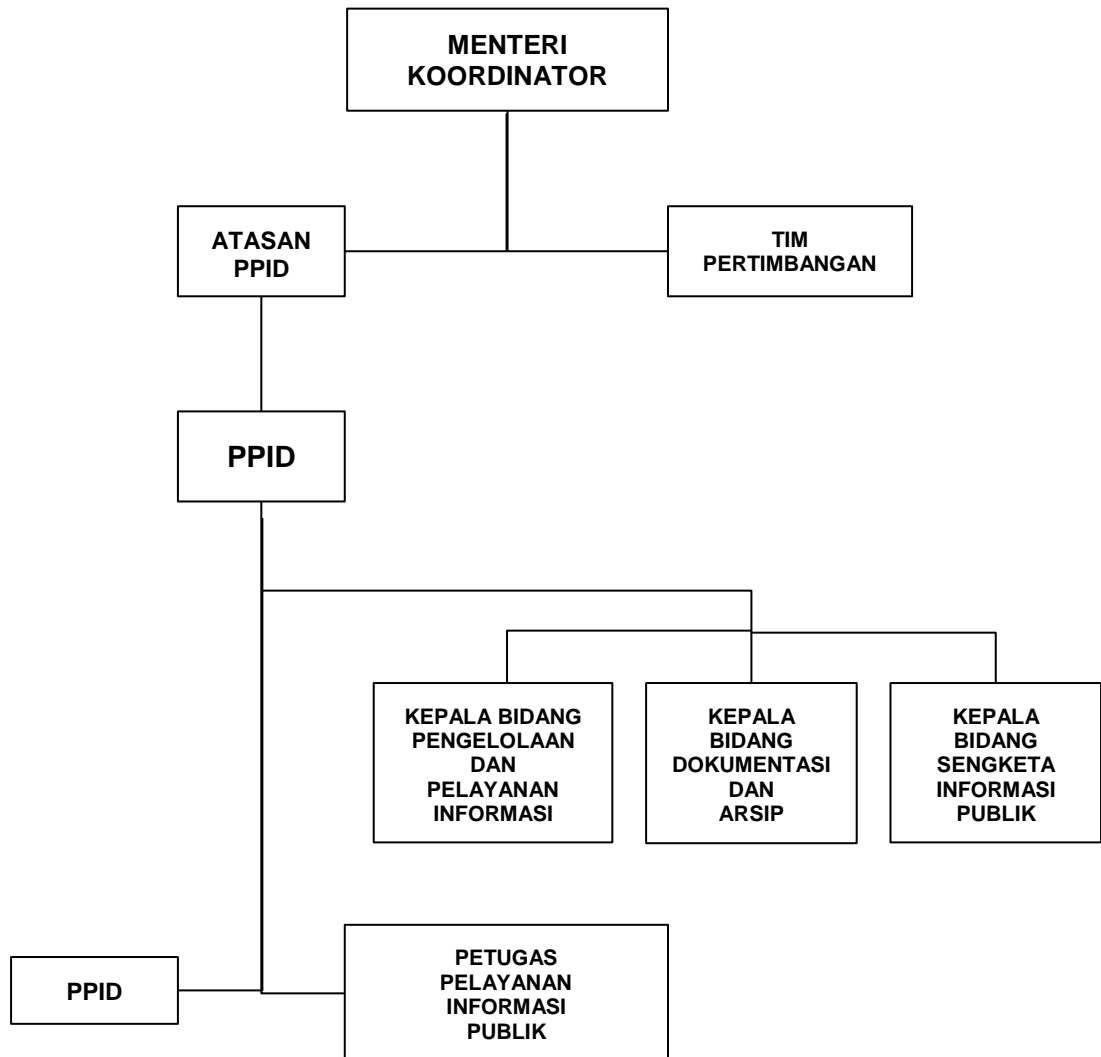 MENTERI
KOORDINATOR
ATASAN
PPID
TIM
PERTIMBANGAN
PPID
KEPALA BIDANG
PENGELOLAAN
DAN
PELAYANAN
INFORMASI
KEPALA
BIDANG
DOKUMENTASI
DAN
ARSIP
KEPALA
BIDANG
SENGKETA
INFORMASI
PUBLIK
PPID
PETUGAS
PELAYANAN
INFORMASI
PUBLIK